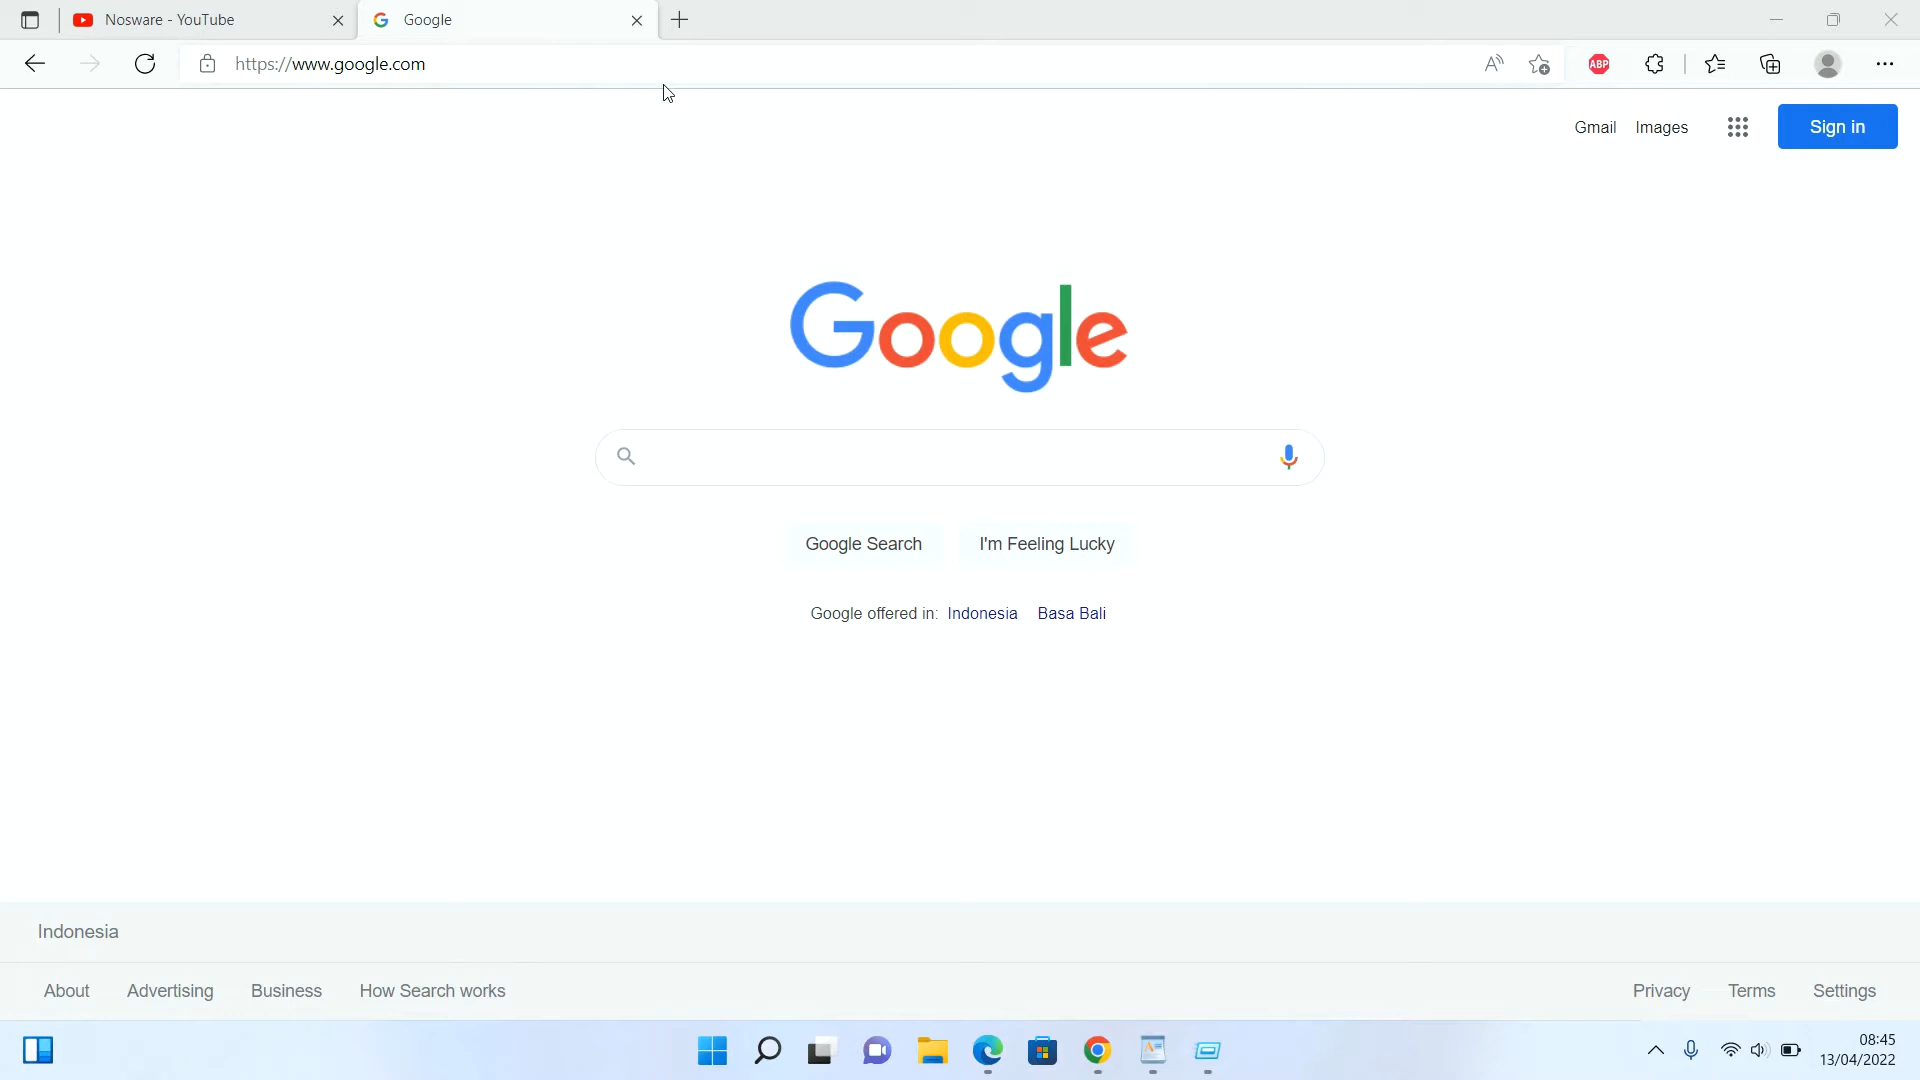 Nosware - YouTube
Google
https://www.google.com
ABP
Gmail Images Sign in
Google
Google Search I'm Feeling Lucky
Google offered in: Indonesia Basa Bali
Indonesia
About Advertising Business How Search works Privacy Terms Settings
08:45
13/04/2022